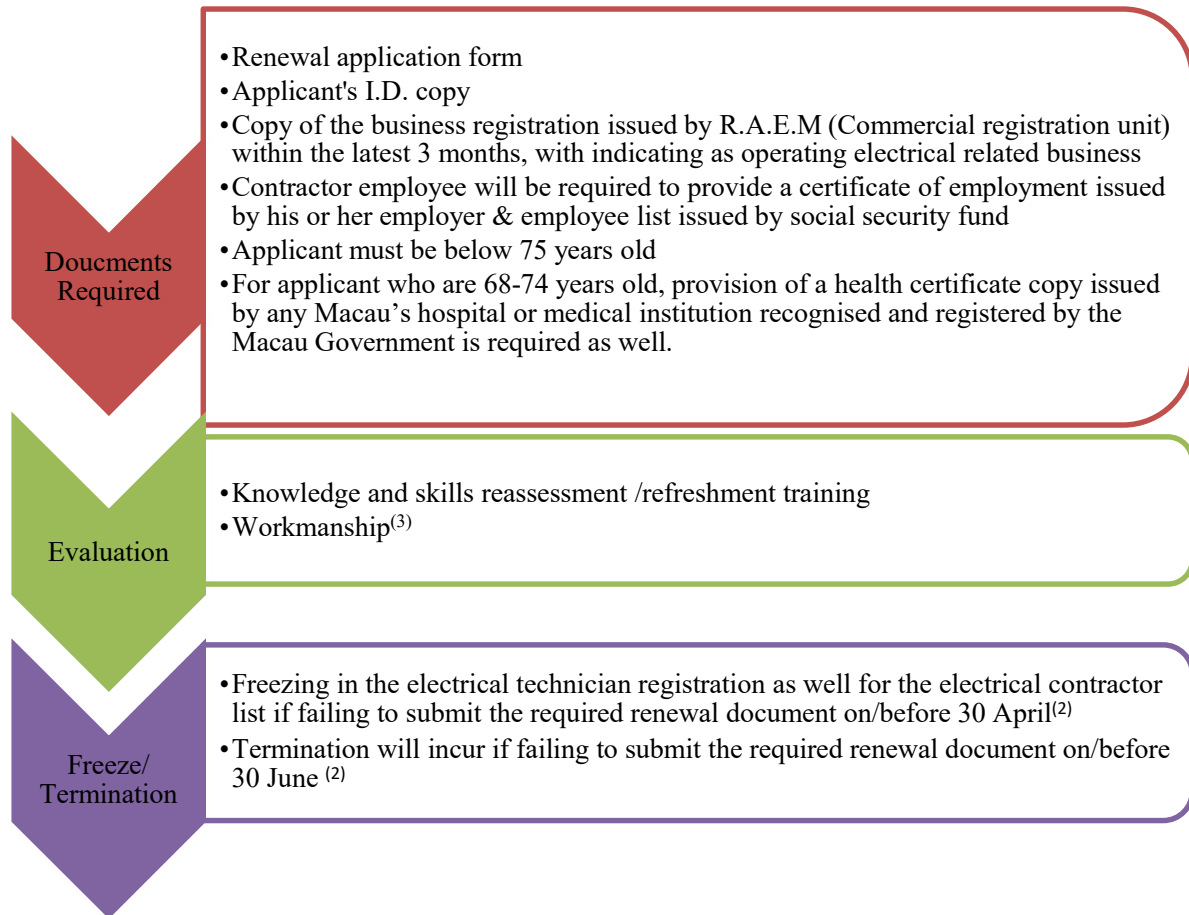 •Renewal application form
•Applicant's I.D. copy
•Copy of the business registration issued by R.A.E.M (Commercial registration unit)
within the latest 3 months, with indicating as operating electrical related business
•Contractor employee will be required to provide a certificate of employment issued
by his or her employer & employee list issued by social security fund
•Applicant must be below 75 years old
•For applicant who are 68-74 years old, provision of a health certificate copy issued
by any Macau’s hospital or medical institution recognised and registered by the
Macau Government is required as well.
Doucments
Required
•Knowledge and skills reassessment /refreshment training
•Workmanship(3)
Evaluation
•Freezing in the electrical technician registration as well for the electrical contractor
list if failing to submit the required renewal document on/before 30 April(2)
•Termination will incur if failing to submit the required renewal document on/before
30 June (2)
Freeze/
Termination